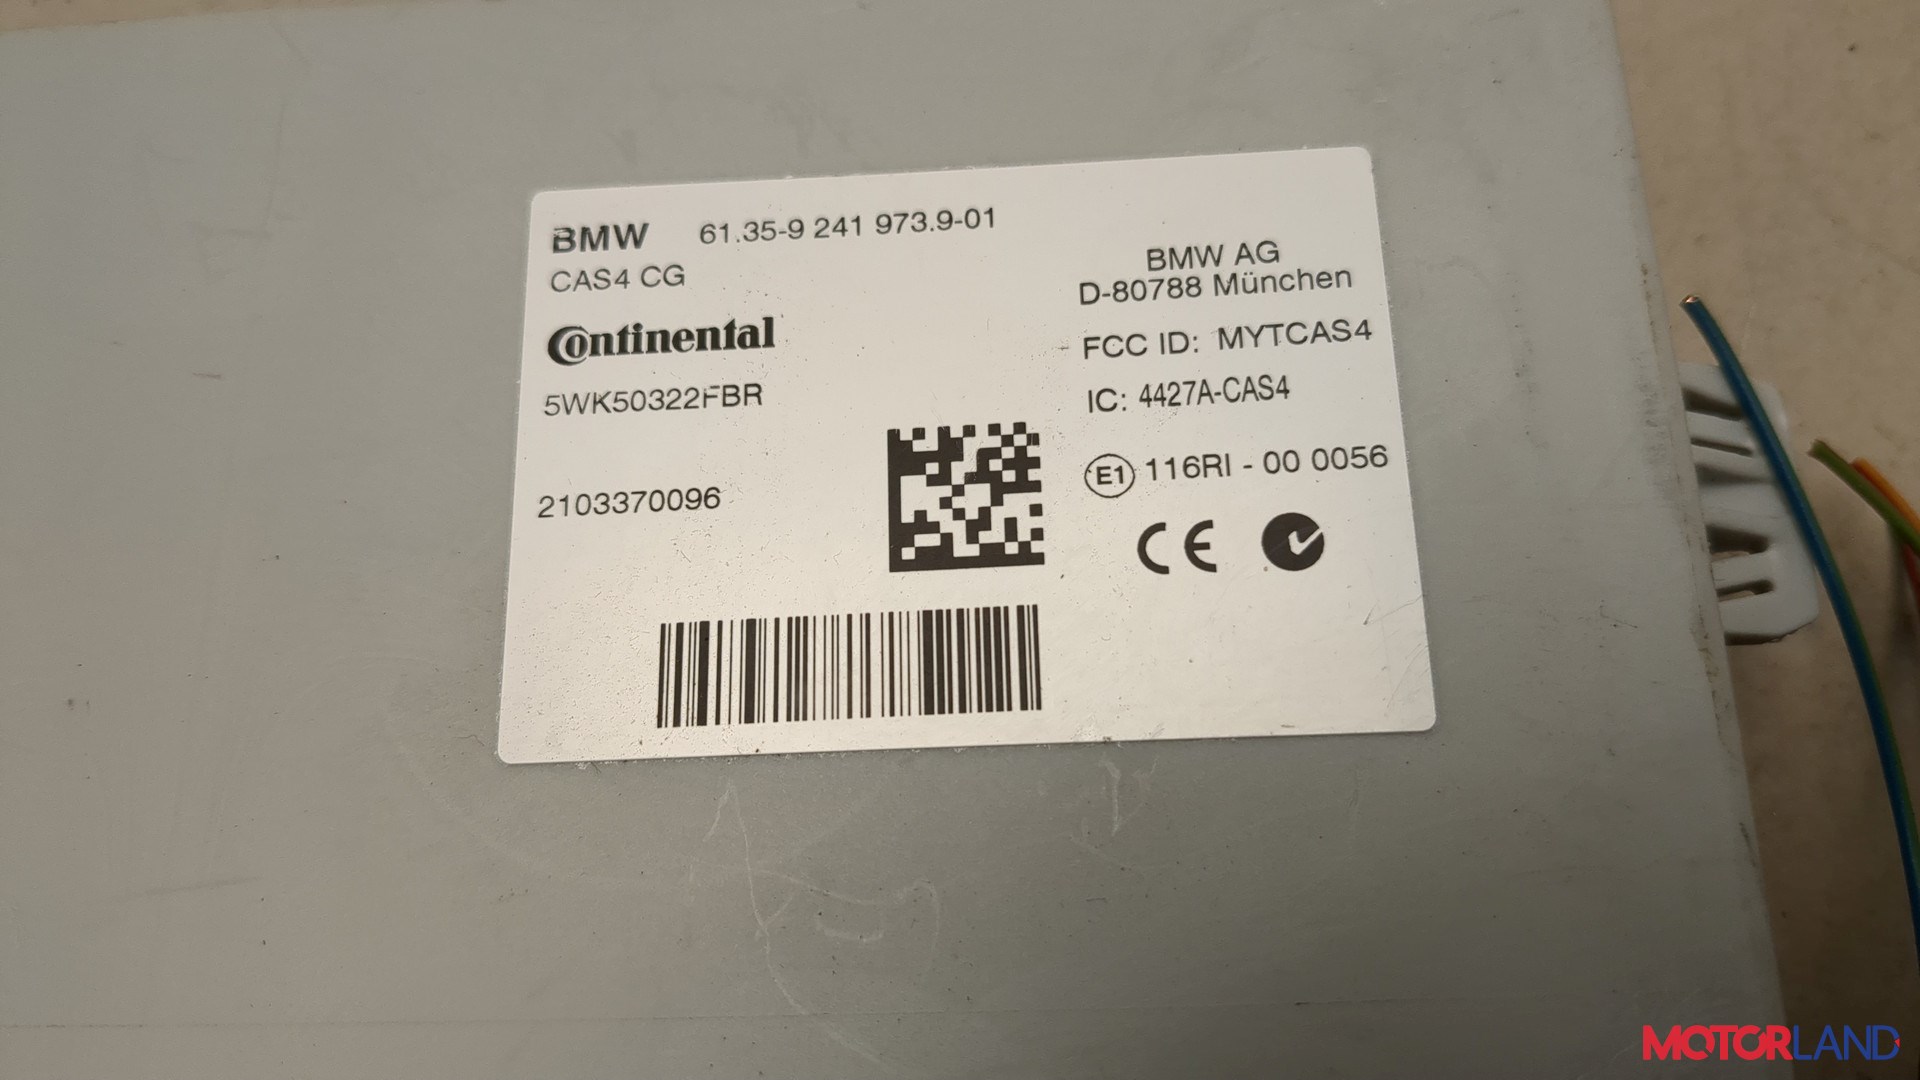 BMW 61.35-9 241 973.9-01
CAS4 CG
Continental
5WK50322FBR
2103370096
BMW AG
D-80788 München
FCC ID: MYTCAS4
IC: 4427A-CAS4
E1 116RI - 00 0056
CE
MOTORLAND